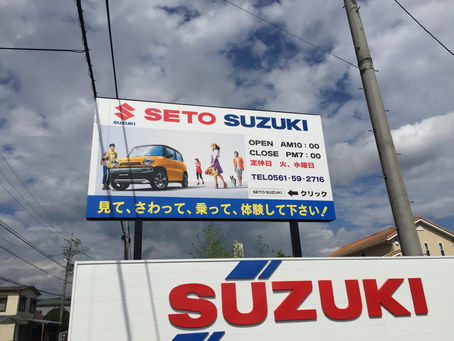 SUZUKI
SETO SUZUKI
OPEN AM10:00
CLOSE PM7:00
定休日 火、水曜日
TEL0561-59-2716
SETO SUZUKI ←クリック
見て、さわって、乗って、体験して下さい!
SUZUKI